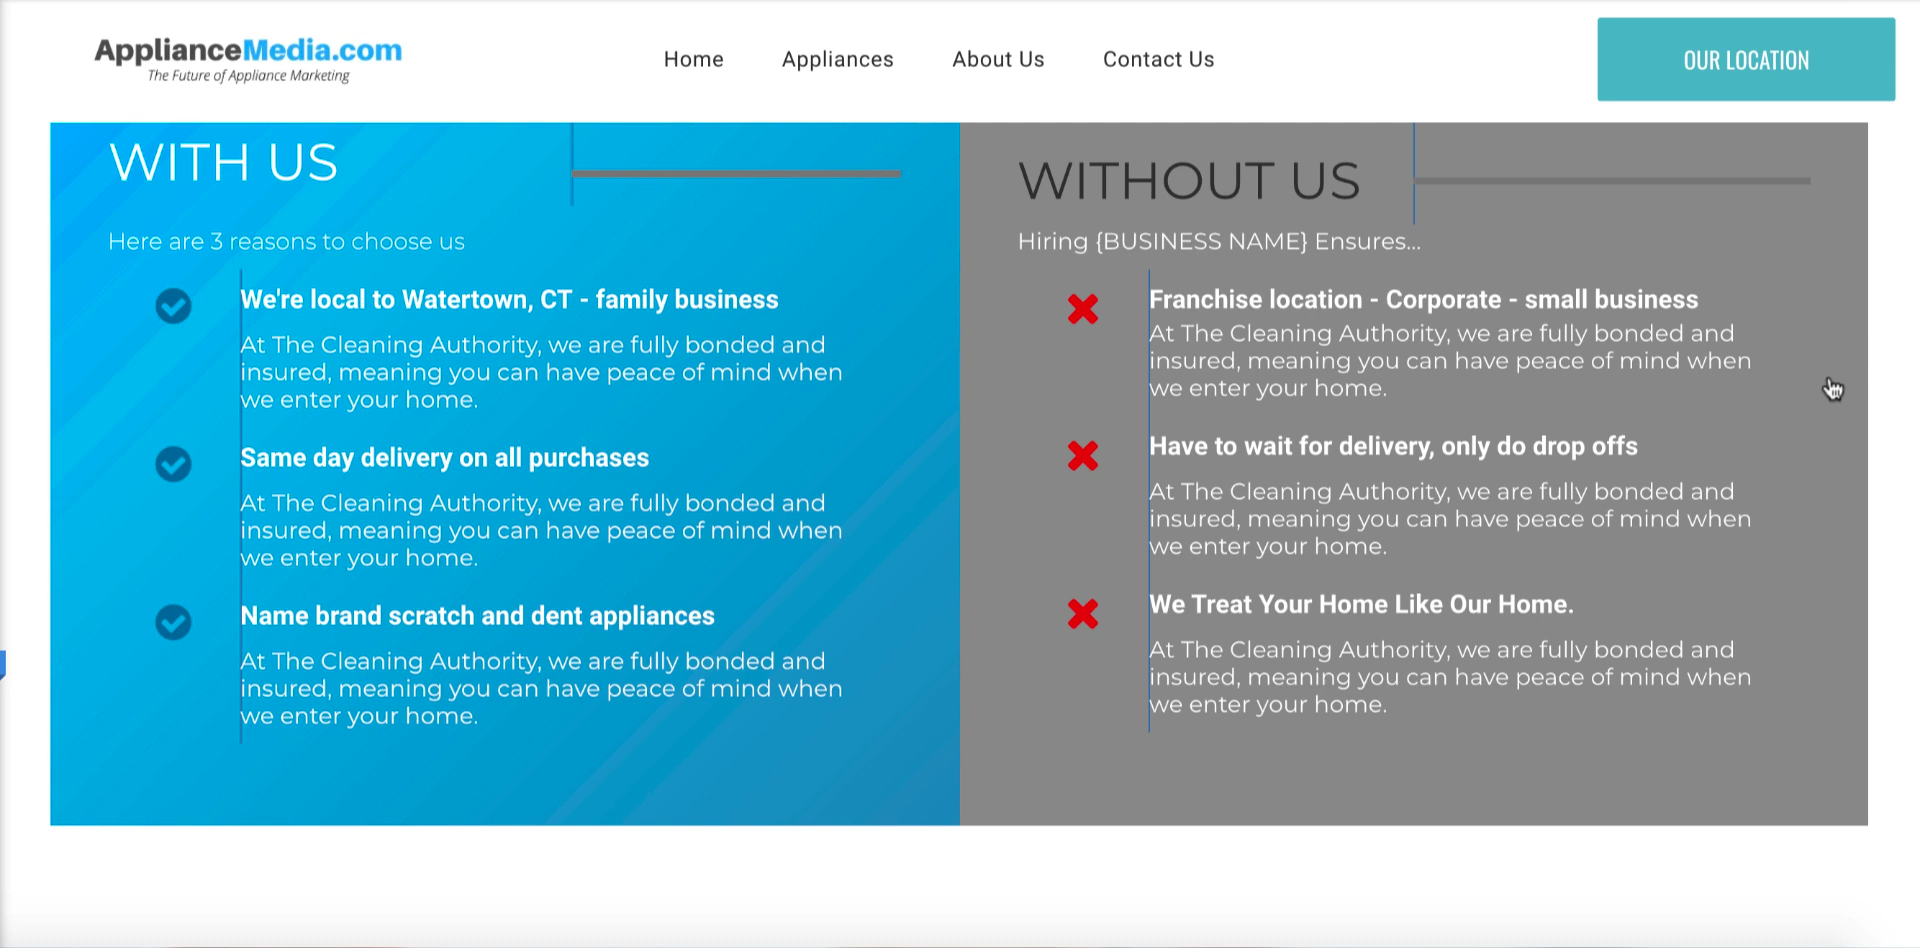 ApplianceMedia.com
The Future of Appliance Marketing
Home
Appliances
About Us
Contact Us
OUR LOCATION
WITH US
Here are 3 reasons to choose us
We're local to Watertown, CT - family business
At The Cleaning Authority, we are fully bonded and
insured, meaning you can have peace of mind when
we enter your home.
Same day delivery on all purchases
At The Cleaning Authority, we are fully bonded and
insured, meaning you can have peace of mind when
we enter your home.
Name brand scratch and dent appliances
At The Cleaning Authority, we are fully bonded and
insured, meaning you can have peace of mind when
we enter your home.
WITHOUT US
Hiring {BUSINESS NAME} Ensures...
Franchise location - Corporate - small business
At The Cleaning Authority, we are fully bonded and
insured, meaning you can have peace of mind when
we enter your home.
Have to wait for delivery, only do drop offs
At The Cleaning Authority, we are fully bonded and
insured, meaning you can have peace of mind when
we enter your home.
We Treat Your Home Like Our Home.
At The Cleaning Authority, we are fully bonded and
insured, meaning you can have peace of mind when
we enter your home.